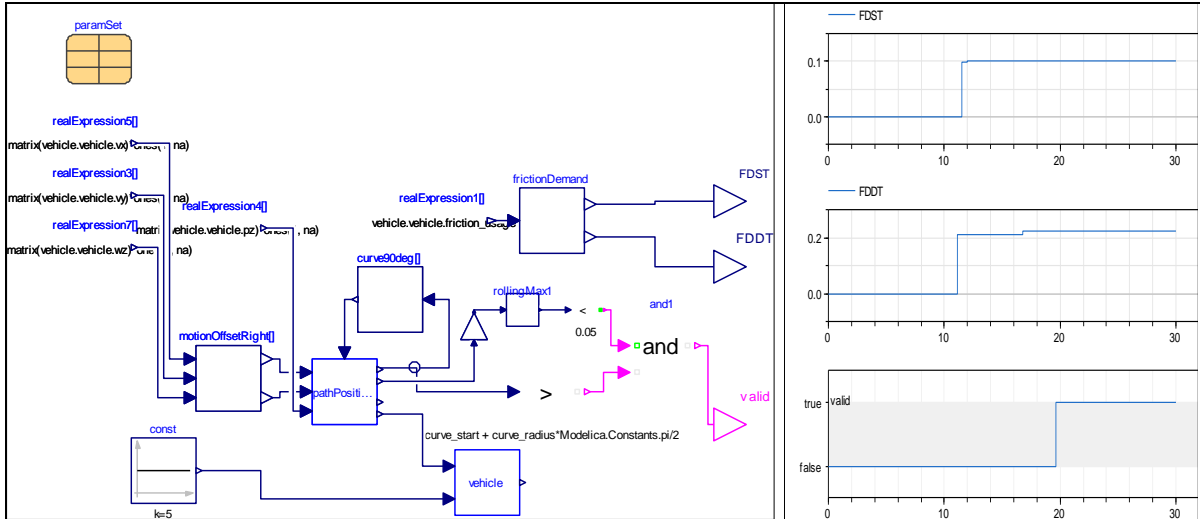 paramSet
realExpression5[]
matrix(vehicle.vehicle.vx) na)
realExpression3[]
matrix(vehicle.vehicle.vy) na)
realExpression7[]
matrix(vehicle.vehicle.wz) na)
realExpression4[]
vehicle.vehicle.pz) , na)
realExpression1[]
vehicle.vehicle.friction_usage
frictionDemand
FDST
FDDT
curve90deg[]
rollingMax1
<
0.05
and1
and
motionOffsetRight[]
pathPositi...
>
valid
curve_start + curve_radius*Modelica.Constants.pi/2
const
k=5
vehicle
FDST
0.1
0.0
0 10 20 30
FDDT
0.2
0.0
0 10 20 30
valid
true
false
0 10 20 30